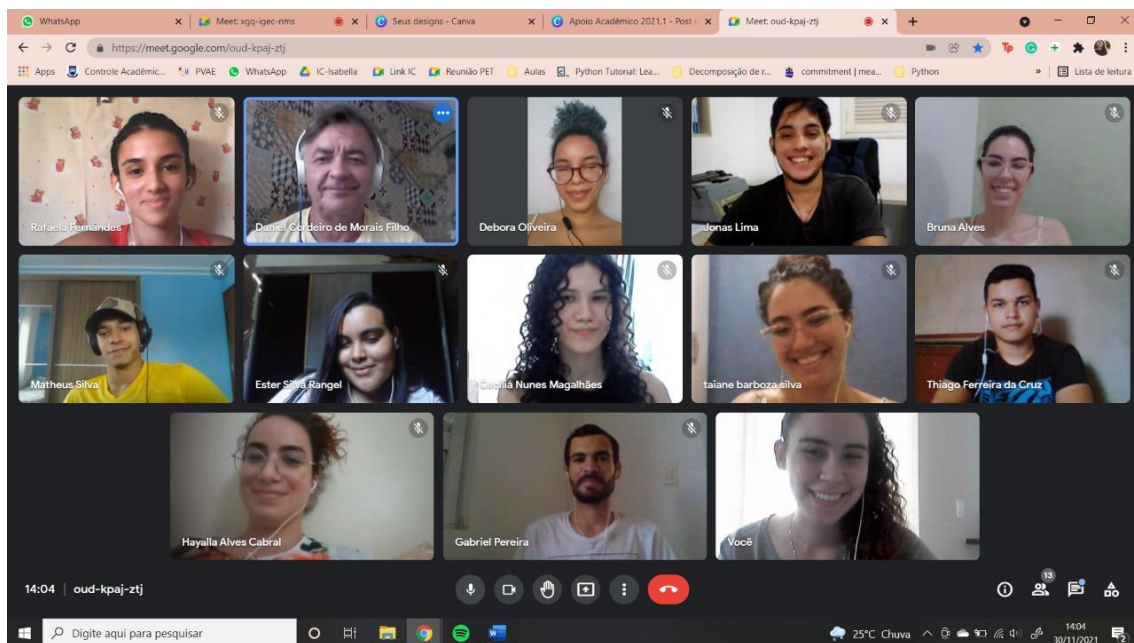 WhatsApp
Meet: xgq-igec-nms
Seus designs - Canva
Apoio Acadêmico 2021.1 - Post
Meet: oud-kpaj-ztj
https://meet.google.com/oud-kpaj-ztj
Apps
Controle Acadêmic...
PVAE
WhatsApp
IC-Isabella
Link IC
Reunião PET
Aulas
Python Tutorial: Lea...
Decomposição de r...
commitment | mea...
Python
»
Lista de leitura
Rafaela Fernandes
Daniel Cordeiro de Morais Filho
Debora Oliveira
Jonas Lima
Bruna Alves
Matheus Silva
Ester Silva Rangel
Cecília Nunes Magalhães
taiane barboza silva
Thiago Ferreira da Cruz
Hayalla Alves Cabral
Gabriel Pereira
Você
14:04 | oud-kpaj-ztj
13
Digite aqui para pesquisar
25°C Chuva
14:04
30/11/2021
2